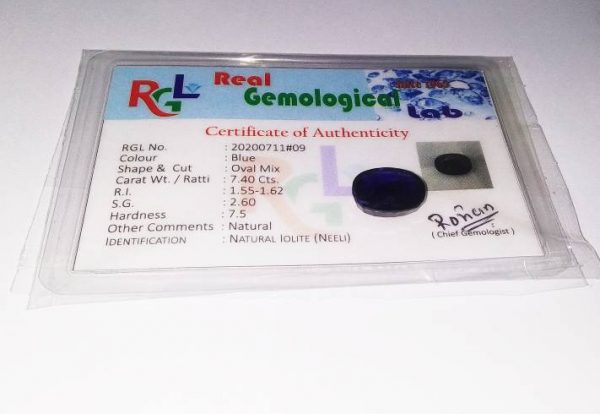 RGL Real
Gemological
Lab
Certificate of Authenticity
RGL No. : 20200711#09
Colour : Blue
Shape & Cut : Oval Mix
Carat Wt. / Ratti : 7.40 Cts.
R.I. : 1.55-1.62
S.G. : 2.60
Hardness : 7.5
Other Comments : Natural
IDENTIFICATION : NATURAL IOLITE (NEELI)
RGL
Rohan
( Chief Gemologist )